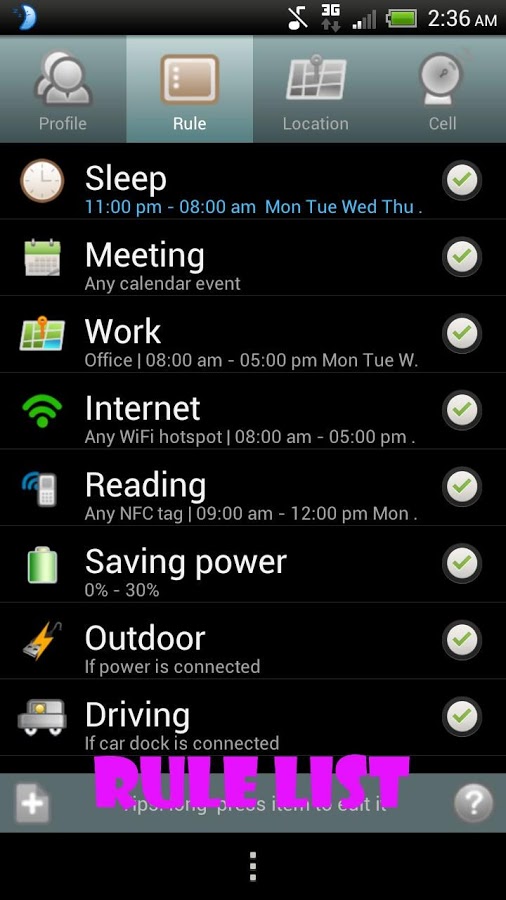 3G
2:36 AM
Profile
Rule
Location
Cell
Sleep
11:00 pm - 08:00 am Mon Tue Wed Thu .
Meeting
Any calendar event
Work
Office | 08:00 am - 05:00 pm Mon Tue W.
Internet
Any WiFi hotspot | 08:00 am - 05:00 pm .
Reading
Any NFC tag | 09:00 am - 12:00 pm Mon .
Saving power
0% - 30%
Outdoor
If power is connected
Driving
If car dock is connected
RULE LIST
Tips: long-press item to edit it
?